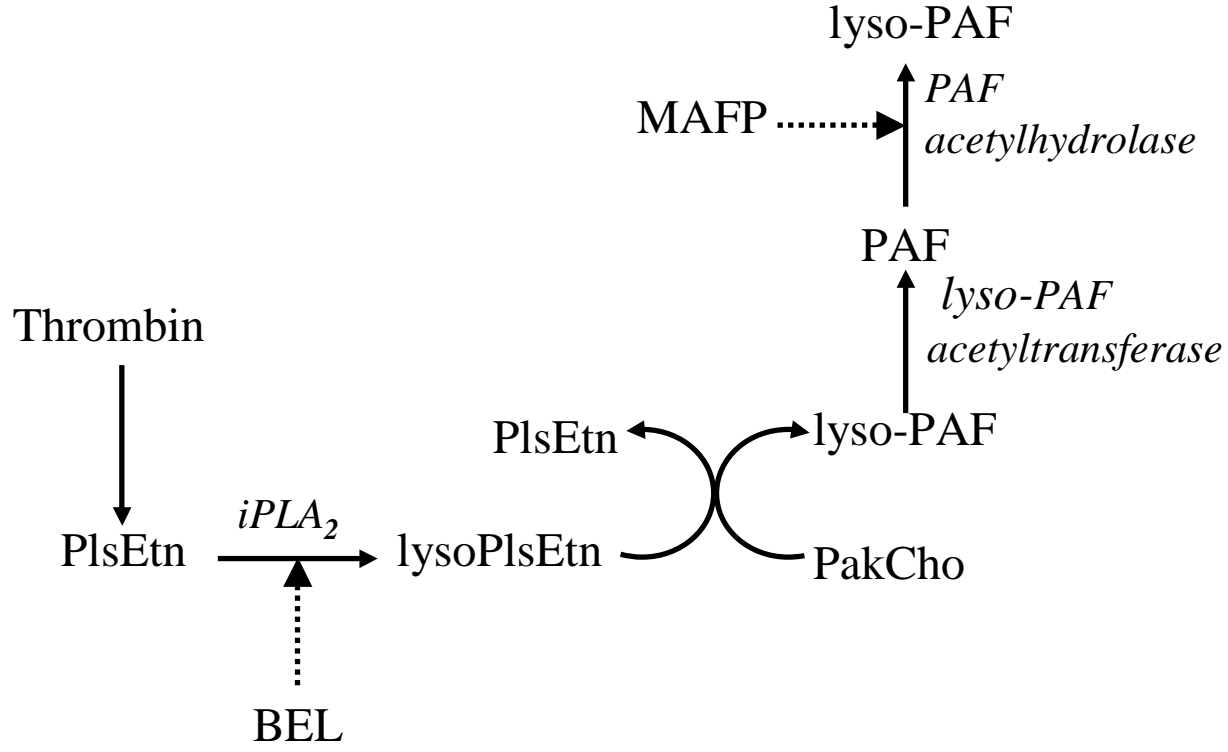 lyso-PAF
PAF
acetylhydrolase
MAFP
PAF
lyso-PAF
acetyltransferase
Thrombin
PlsEtn
lyso-PAF
iPLA₂
PlsEtn
lysoPlsEtn
PakCho
BEL